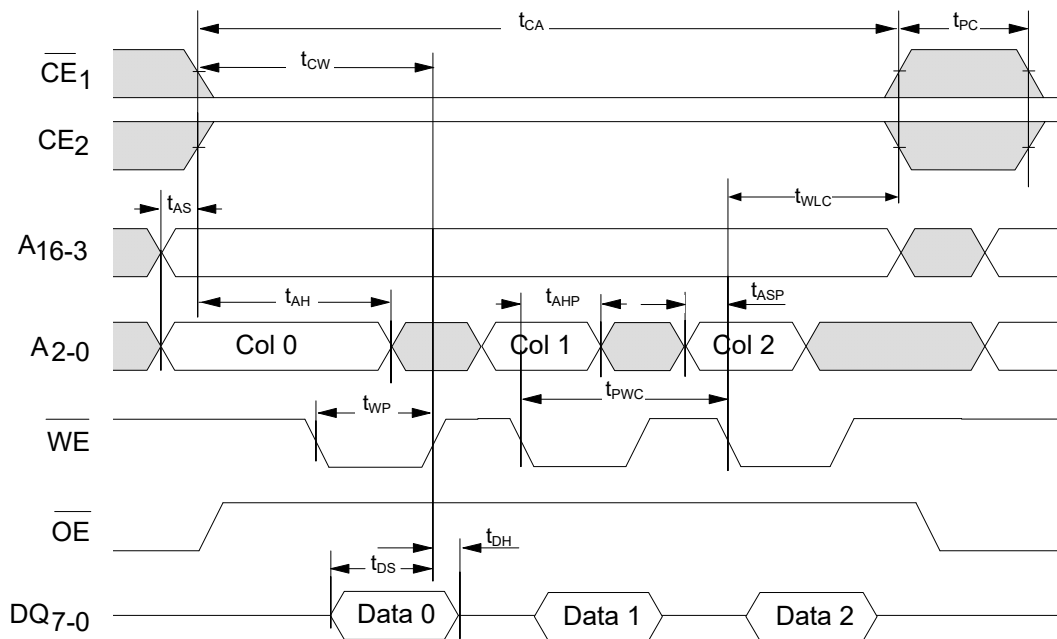 tCA
tPC
tCW
CE1
CE2
tWLC
tAS
A16-3
tAH
tAHP
tASP
A2-0
Col 0
Col 1
Col 2
tPWC
tWP
WE
OE
tDH
tDS
DQ7-0
Data 0
Data 1
Data 2